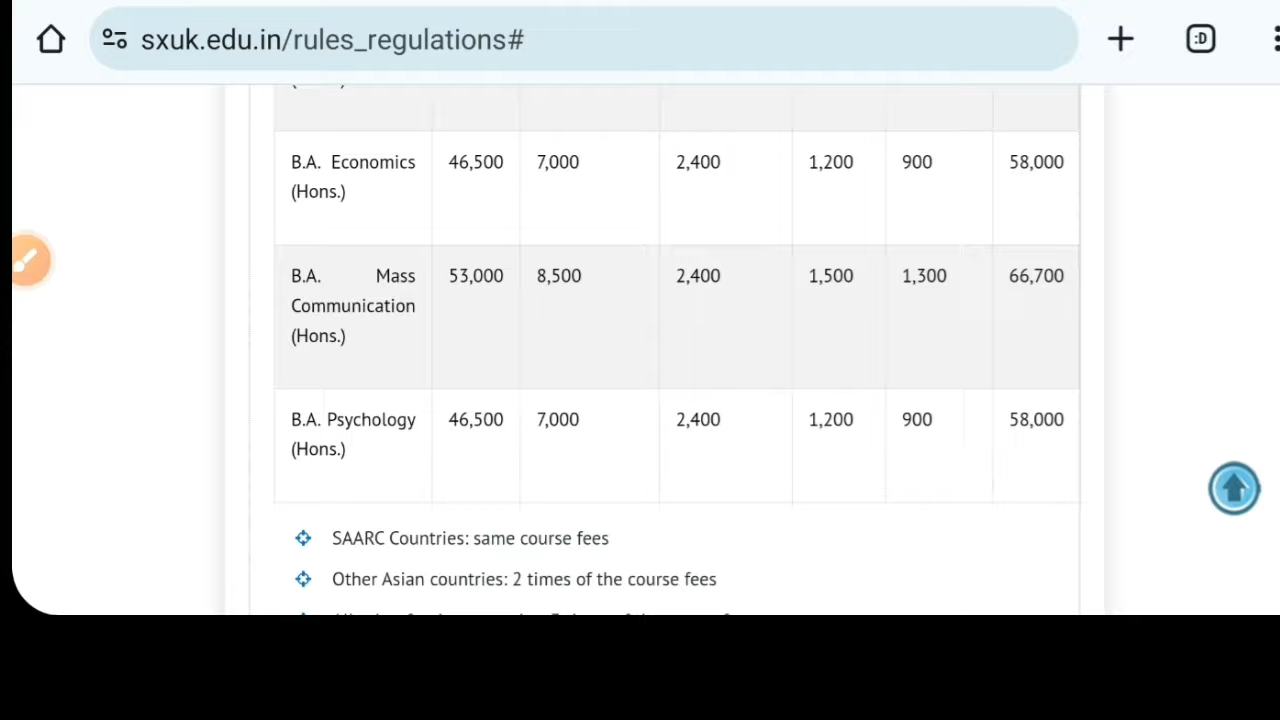 sxuk.edu.in/rules_regulations#
:D
B.A. Economics 46,500 7,000 2,400 1,200 900 58,000
(Hons.)
B.A. Mass 53,000 8,500 2,400 1,500 1,300 66,700
Communication
(Hons.)
B.A. Psychology 46,500 7,000 2,400 1,200 900 58,000
(Hons.)
SAARC Countries: same course fees
Other Asian countries: 2 times of the course fees